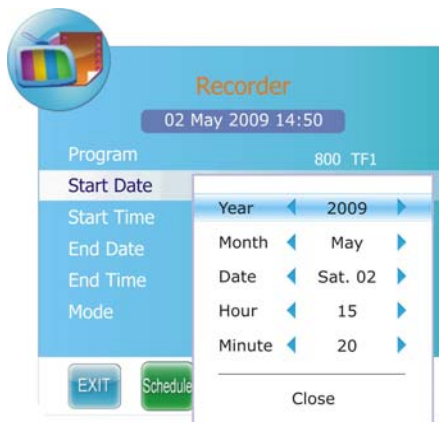 Recorder
02 May 2009 14:50
Program 800 TF1
Start Date
Start Time
End Date
End Time
Mode
Year 2009
Month May
Date Sat. 02
Hour 15
Minute 20
Close
EXIT
Schedule